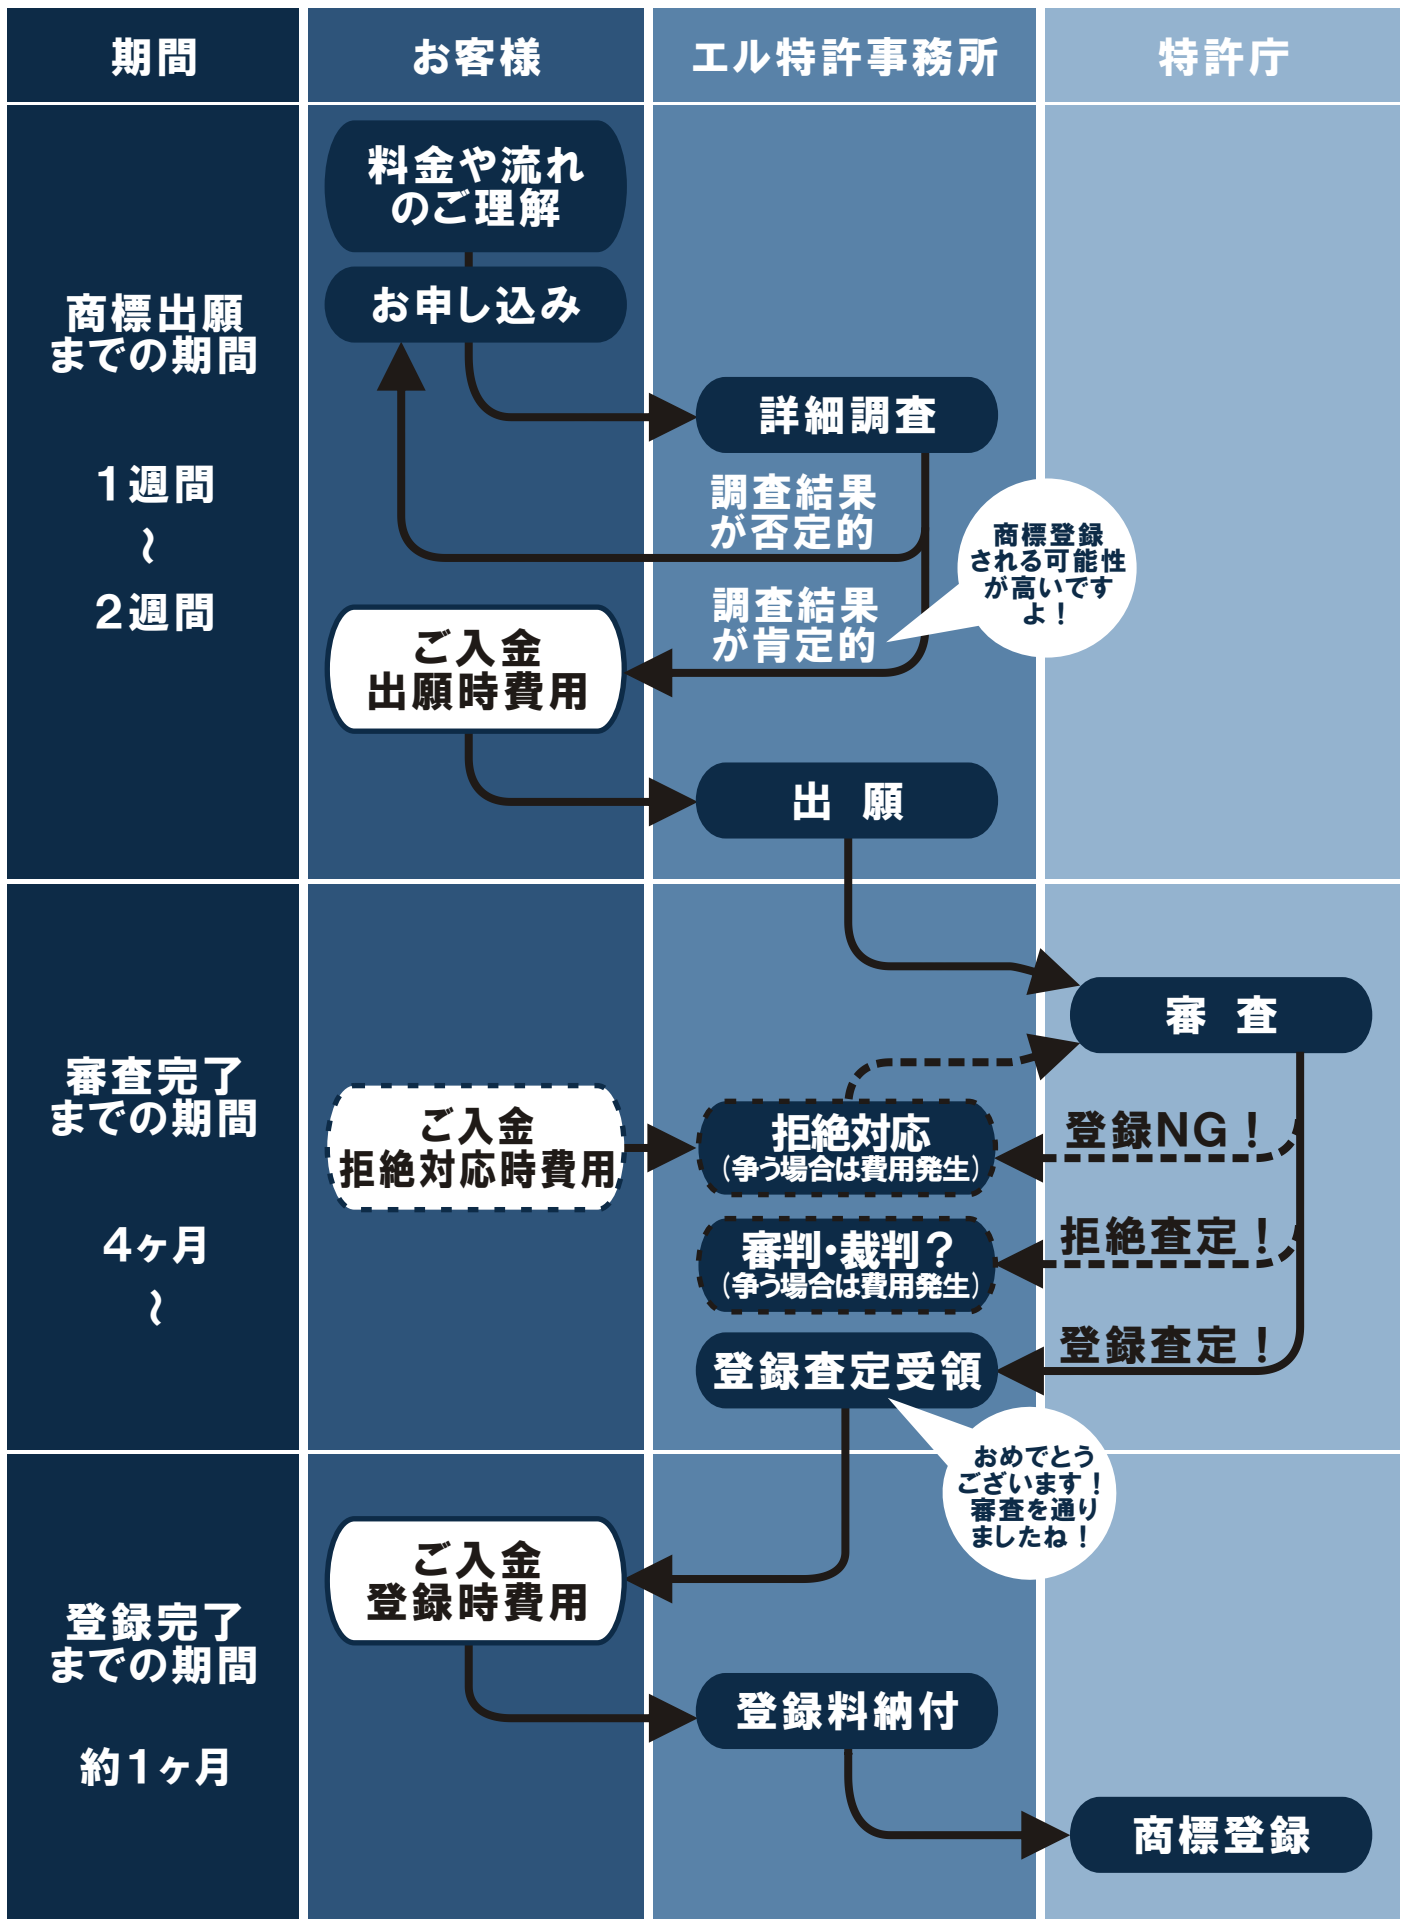 期間
お客様
エル特許事務所
特許庁
商標出願
までの期間
1週間
～
2週間
料金や流れ
のご理解
お申し込み
詳細調査
調査結果
が否定的
調査結果
が肯定的
商標登録
される可能性
が高いです
よ！
ご入金
出願時費用
出 願
審査完了
までの期間
4ヶ月
～
審 査
ご入金
拒絶対応時費用
拒絶対応
（争う場合は費用発生）
登録NG！
審判・裁判？
（争う場合は費用発生）
拒絶査定！
登録査定受領
登録査定！
おめでとう
ございます！
審査を通り
ましたね！
登録完了
までの期間
約1ヶ月
ご入金
登録時費用
登録料納付
商標登録